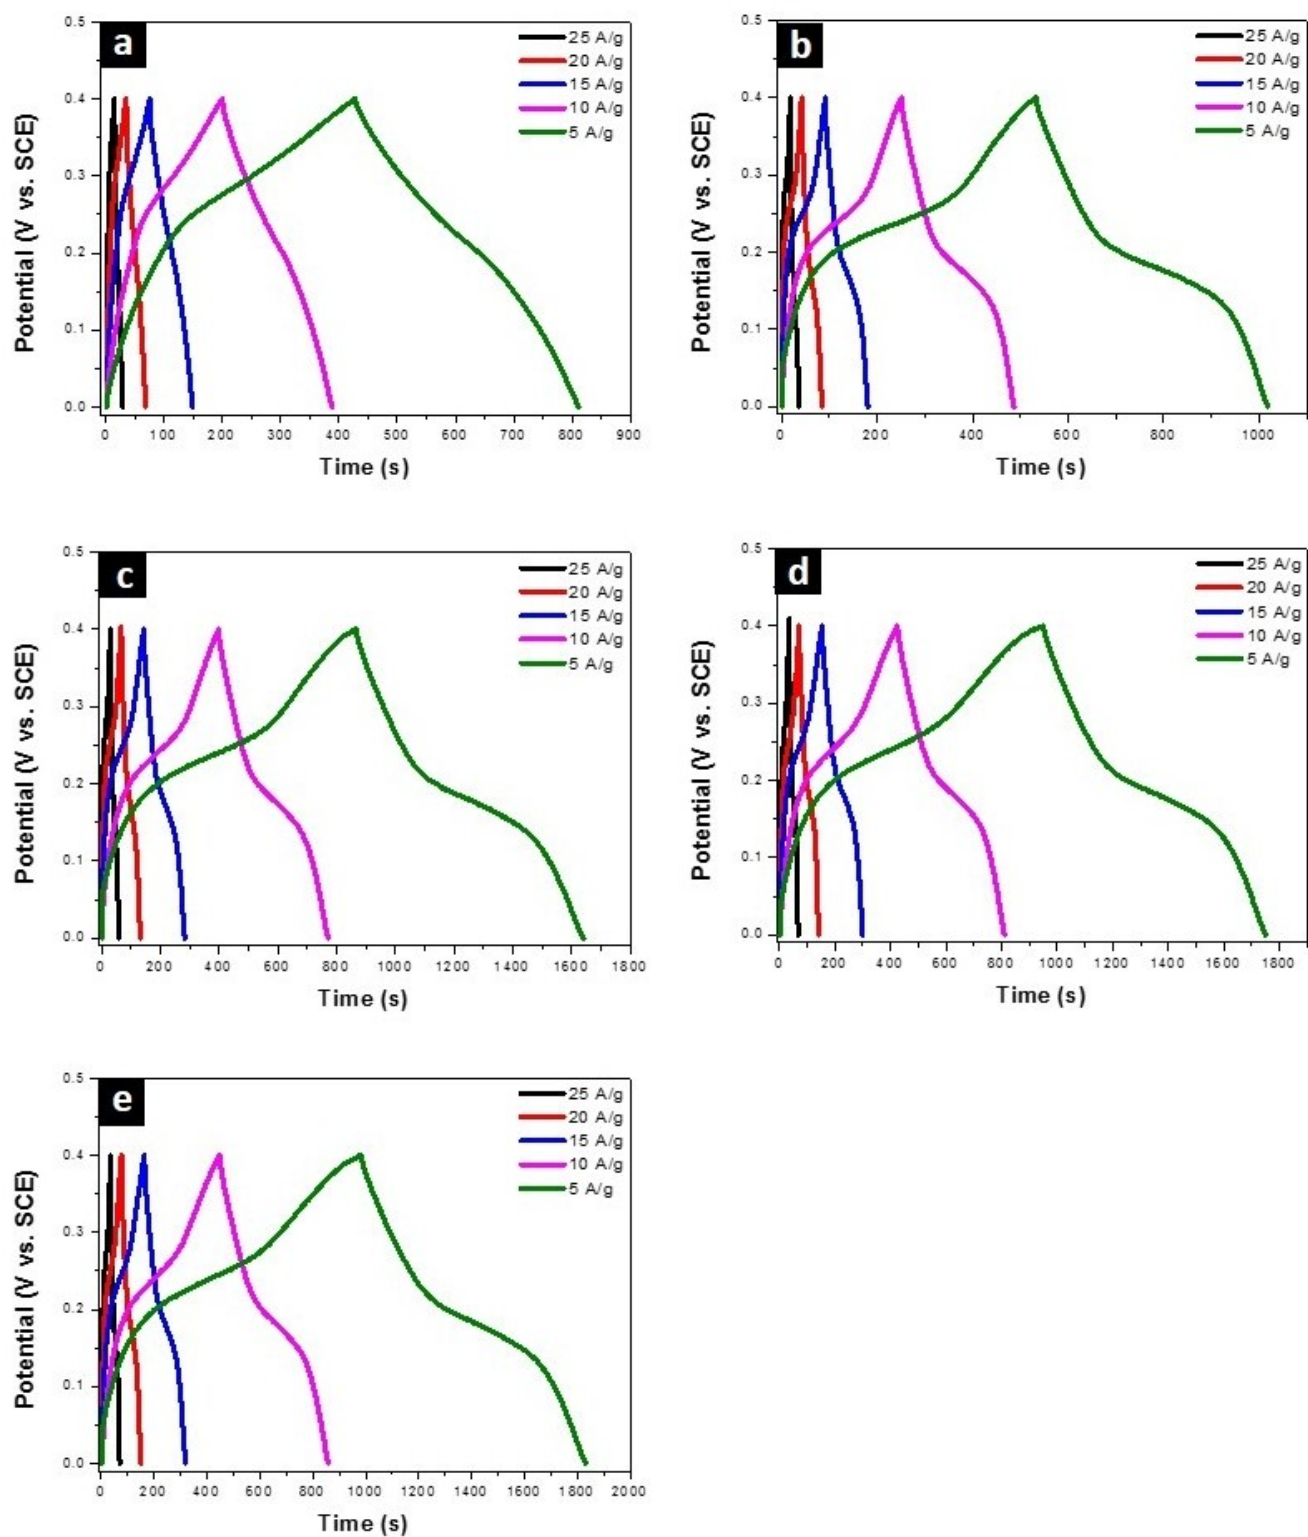 a
25 A/g
20 A/g
15 A/g
10 A/g
5 A/g
0.5
0.4
0.3
0.2
0.1
0.0
Potential (V vs. SCE)
0 100 200 300 400 500 600 700 800 900
Time (s)
b
25 A/g
20 A/g
15 A/g
10 A/g
5 A/g
0.5
0.4
0.3
0.2
0.1
0.0
Potential (V vs. SCE)
0 200 400 600 800 1000
Time (s)
c
25 A/g
20 A/g
15 A/g
10 A/g
5 A/g
0.5
0.4
0.3
0.2
0.1
0.0
Potential (V vs. SCE)
0 200 400 600 800 1000 1200 1400 1600 1800
Time (s)
d
25 A/g
20 A/g
15 A/g
10 A/g
5 A/g
0.5
0.4
0.3
0.2
0.1
0.0
Potential (V vs. SCE)
0 200 400 600 800 1000 1200 1400 1600 1800
Time (s)
e
25 A/g
20 A/g
15 A/g
10 A/g
5 A/g
0.5
0.4
0.3
0.2
0.1
0.0
Potential (V vs. SCE)
0 200 400 600 800 1000 1200 1400 1600 1800 2000
Time (s)